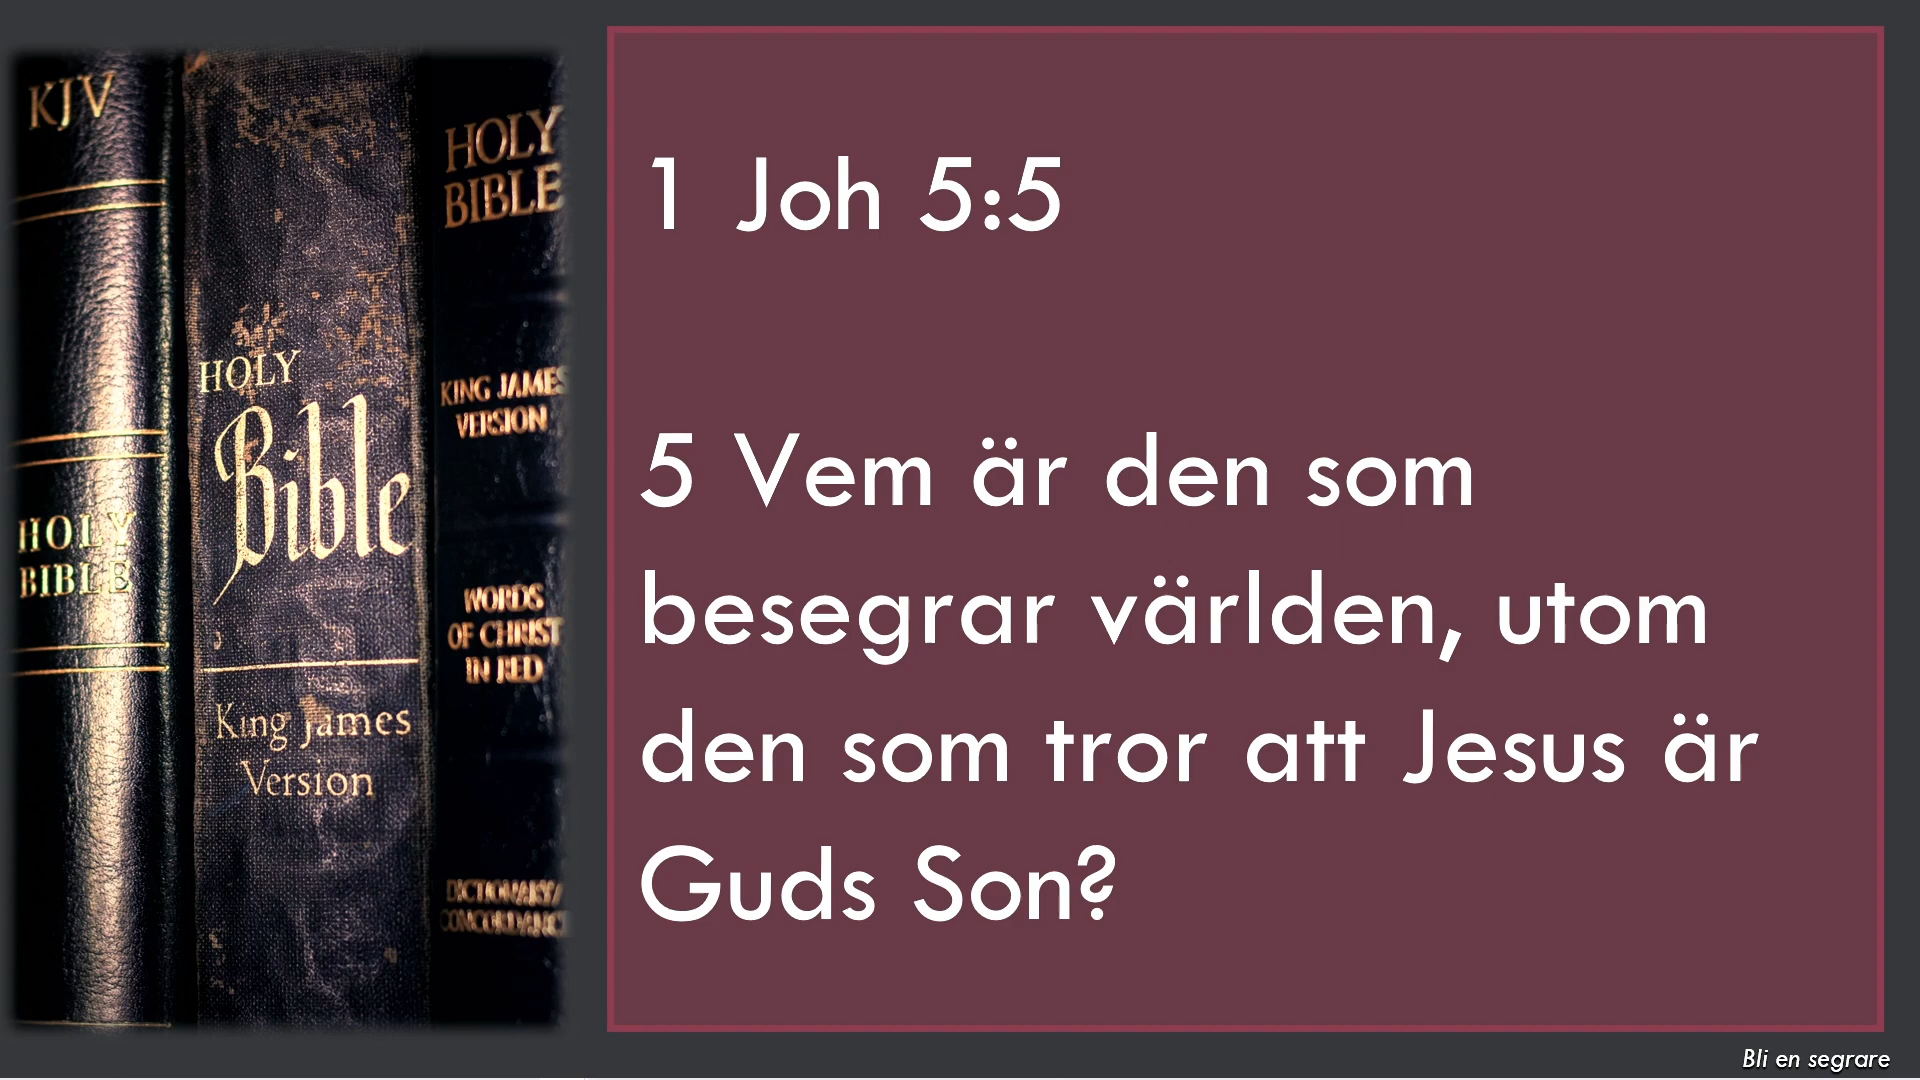 KJV
HOLY
BIBLE
HOLY
Bible
King James
Version
HOLY
BIBLE
KING JAMES
VERSION
WORDS
OF CHRIST
IN RED
DICTIONARY/
CONCORDANCE
1 Joh 5:5
5 Vem är den som
besegrar världen, utom
den som tror att Jesus är
Guds Son?
Bli en segrare